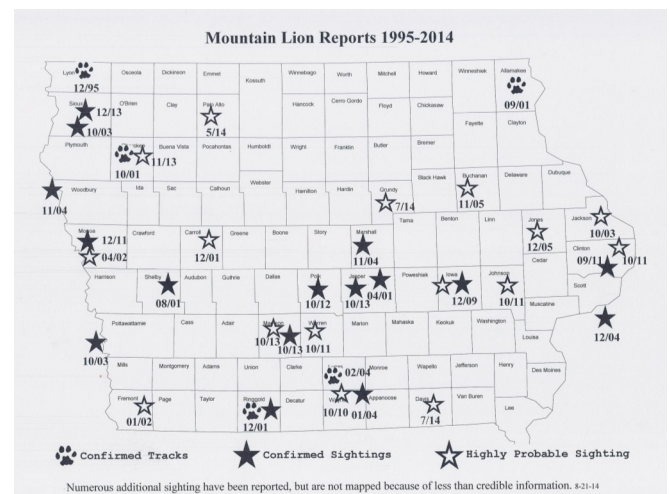 Mountain Lion Reports 1995-2014
Lyon Osceola Dickinson Emmet Kossuth Winnebago Worth Mitchell Howard Winneshiek Allamakee
12/95 09/01
Sioux 12/13 O'Brien Clay Palo Alto Hancock Cerro Gordo Floyd Chickasaw
10/03 5/14 Fayette Clayton
Plymouth Buena Vista Pocahontas Humboldt Wright Franklin Butler Bremer
10/01 11/13
Woodbury Ida Sac Calhoun Webster Hamilton Hardin Grundy Black Hawk Buchanan Delaware Dubuque
11/04 7/14 11/05
12/11 Crawford Carroll Greene Boone Story Marshall Tama Benton Linn Jones Jackson
04/02 12/01 11/04 12/05 10/03
Clinton
Cedar 09/11 10/11
Harrison Shelby Audubon Guthrie Dallas Polk Jasper Poweshiek Iowa Johnson Scott
08/01 10/12 10/13 04/01 12/09 10/11
Muscatine
Pottawattamie Cass Adair Warren Marion Mahaska Keokuk Washington Louisa
10/03 10/13 10/13 10/11 12/04
Mills Montgomery Adams Union Clarke 02/04 Monroe Wapello Jefferson Henry Des Moines
Fremont Page Taylor Ringgold Decatur Appanoose Davis Van Buren Lee
01/02 12/01 10/10 01/04 7/14
Confirmed Tracks Confirmed Sightings Highly Probable Sighting
Numerous additional sighting have been reported, but are not mapped because of less than credible information. 8-21-14